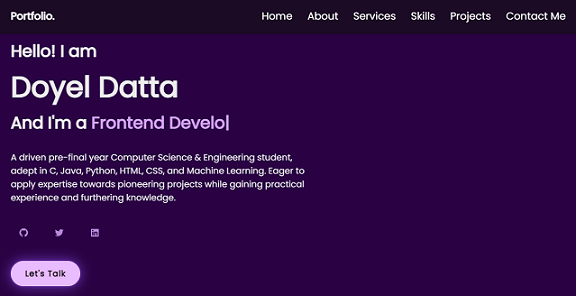 Portfolio. Home About Services Skills Projects Contact Me
Hello! I am
Doyel Datta
And I'm a Frontend Develo|
A driven pre-final year Computer Science & Engineering student,
adept in C, Java, Python, HTML, CSS, and Machine Learning. Eager to
apply expertise towards pioneering projects while gaining practical
experience and furthering knowledge.
Let's Talk